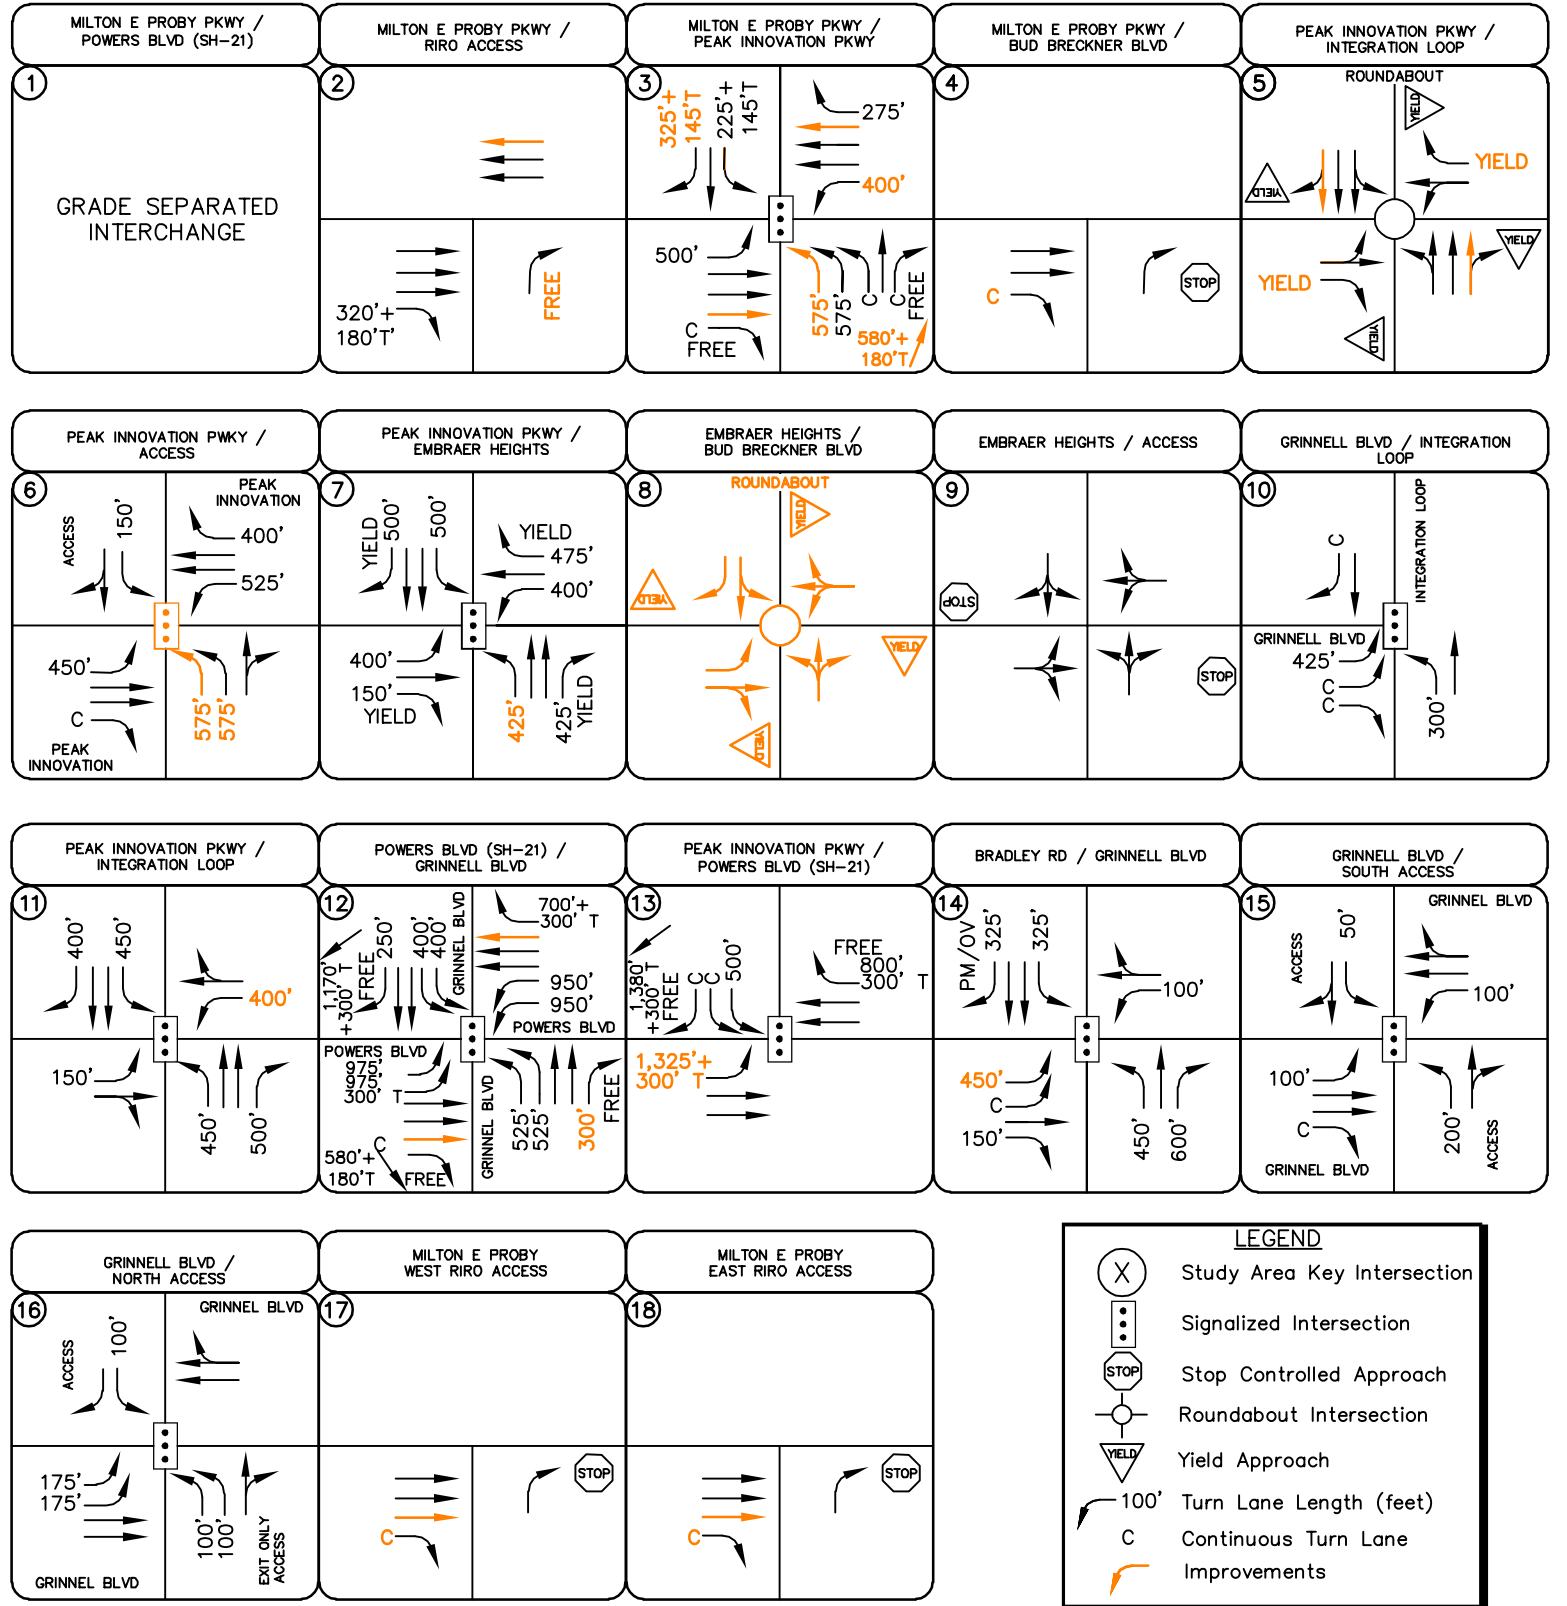 MILTON E PROBY PKWY /
POWERS BLVD (SH-21)
1
GRADE SEPARATED
INTERCHANGE
MILTON E PROBY PKWY /
RIRO ACCESS
2
320'+
180'T'
FREE
MILTON E PROBY PKWY /
PEAK INNOVATION PKWY
3
325'+
145'T
225'+
145'T
275'
400'
500'
C
FREE
575'
575'
C
C
FREE
580'+
180'T
MILTON E PROBY PKWY /
BUD BRECKNER BLVD
4
C
STOP
PEAK INNOVATION PKWY /
INTEGRATION LOOP
5
ROUNDABOUT
YIELD
YIELD
YIELD
YIELD
YIELD
YIELD
PEAK INNOVATION PWKY /
ACCESS
6
ACCESS
150'
PEAK
INNOVATION
400'
525'
450'
C
PEAK
INNOVATION
575'
575'
PEAK INNOVATION PKWY /
EMBRAER HEIGHTS
7
YIELD
500'
500'
YIELD
475'
400'
400'
150'
YIELD
425'
425'
YIELD
EMBRAER HEIGHTS /
BUD BRECKNER BLVD
8
ROUNDABOUT
YIELD
YIELD
YIELD
YIELD
EMBRAER HEIGHTS / ACCESS
9
STOP
STOP
GRINNELL BLVD / INTEGRATION
LOOP
10
C
INTEGRATION LOOP
GRINNELL BLVD
425'
C
C
300'
PEAK INNOVATION PKWY /
INTEGRATION LOOP
11
400'
450'
400'
150'
450'
500'
POWERS BLVD (SH-21) /
GRINNELL BLVD
12
1,170'
+300' T
FREE
250'
400'
400'
GRINNEL BLVD
700'+
300' T
950'
950'
POWERS BLVD
POWERS BLVD
975'
975'
300' T
C
580'+
180'T
FREE
GRINNEL BLVD
525'
525'
300'
FREE
PEAK INNOVATION PKWY /
POWERS BLVD (SH-21)
13
1,380'
+300' T
FREE
C
C
500'
FREE
800'
300' T
1,325'+
300' T
BRADLEY RD / GRINNELL BLVD
14
PM/OV
325'
325'
100'
450'
C
150'
450'
600'
GRINNELL BLVD /
SOUTH ACCESS
15
ACCESS
50'
GRINNEL BLVD
100'
100'
C
GRINNEL BLVD
200'
ACCESS
GRINNELL BLVD /
NORTH ACCESS
16
ACCESS
100'
GRINNEL BLVD
175'
175'
GRINNEL BLVD
100'
100'
EXIT ONLY
ACCESS
MILTON E PROBY
WEST RIRO ACCESS
17
C
STOP
MILTON E PROBY
EAST RIRO ACCESS
18
C
STOP
LEGEND
X Study Area Key Intersection
Signalized Intersection
STOP Stop Controlled Approach
Roundabout Intersection
YIELD Yield Approach
100' Turn Lane Length (feet)
C Continuous Turn Lane
Improvements